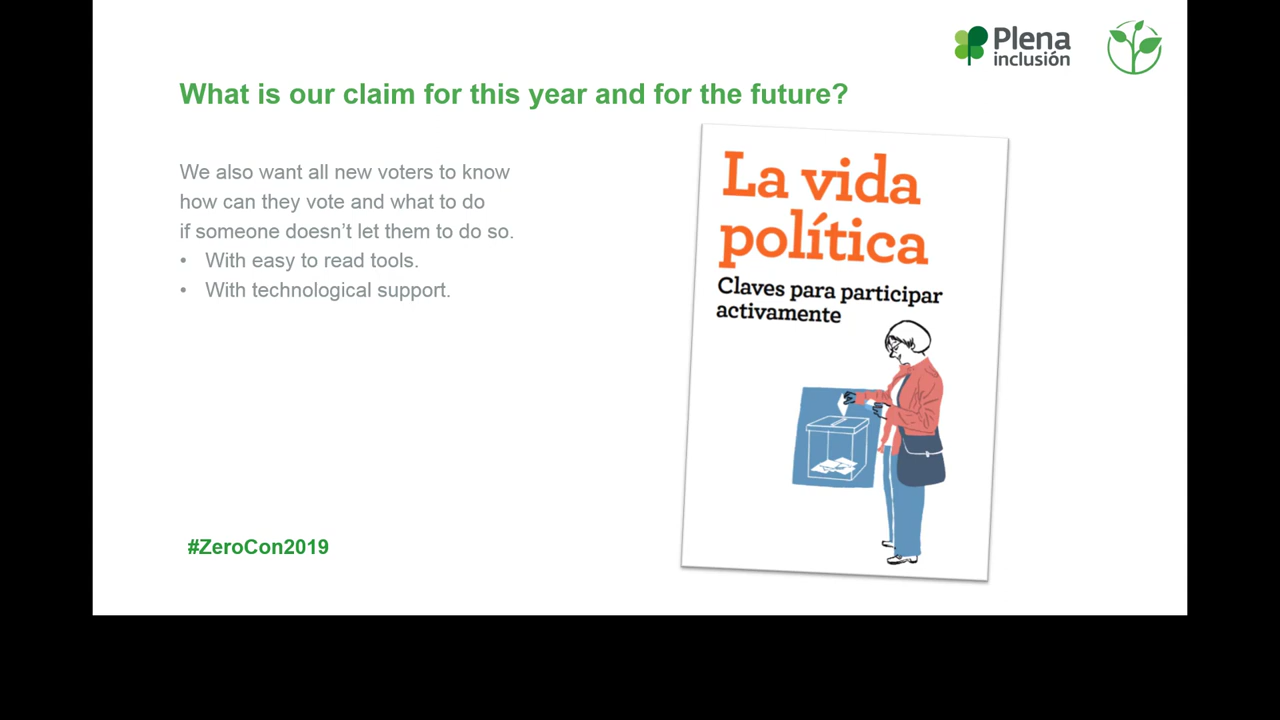 Plena
inclusión
What is our claim for this year and for the future?
We also want all new voters to know
how can they vote and what to do
if someone doesn’t let them to do so.
• With easy to read tools.
• With technological support.
La vida
política
Claves para participar
activamente
#ZeroCon2019